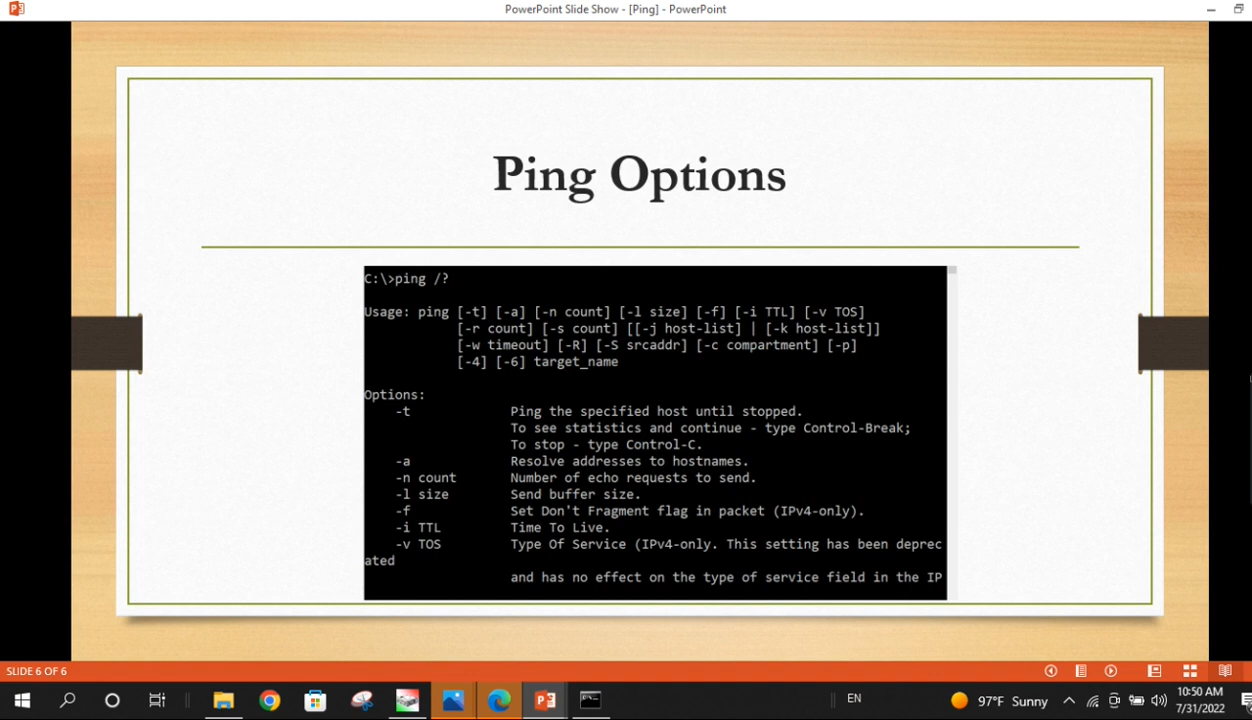 PowerPoint Slide Show - [Ping] - PowerPoint
Ping Options
C:\>ping /?
Usage: ping [-t] [-a] [-n count] [-l size] [-f] [-i TTL] [-v TOS]
[-r count] [-s count] [[-j host-list] | [-k host-list]]
[-w timeout] [-R] [-S srcaddr] [-c compartment] [-p]
[-4] [-6] target_name
Options:
-t Ping the specified host until stopped.
To see statistics and continue - type Control-Break;
To stop - type Control-C.
-a Resolve addresses to hostnames.
-n count Number of echo requests to send.
-l size Send buffer size.
-f Set Don't Fragment flag in packet (IPv4-only).
-i TTL Time To Live.
-v TOS Type Of Service (IPv4-only. This setting has been deprec
ated
and has no effect on the type of service field in the IP
SLIDE 6 OF 6
EN
97°F Sunny
10:50 AM
7/31/2022